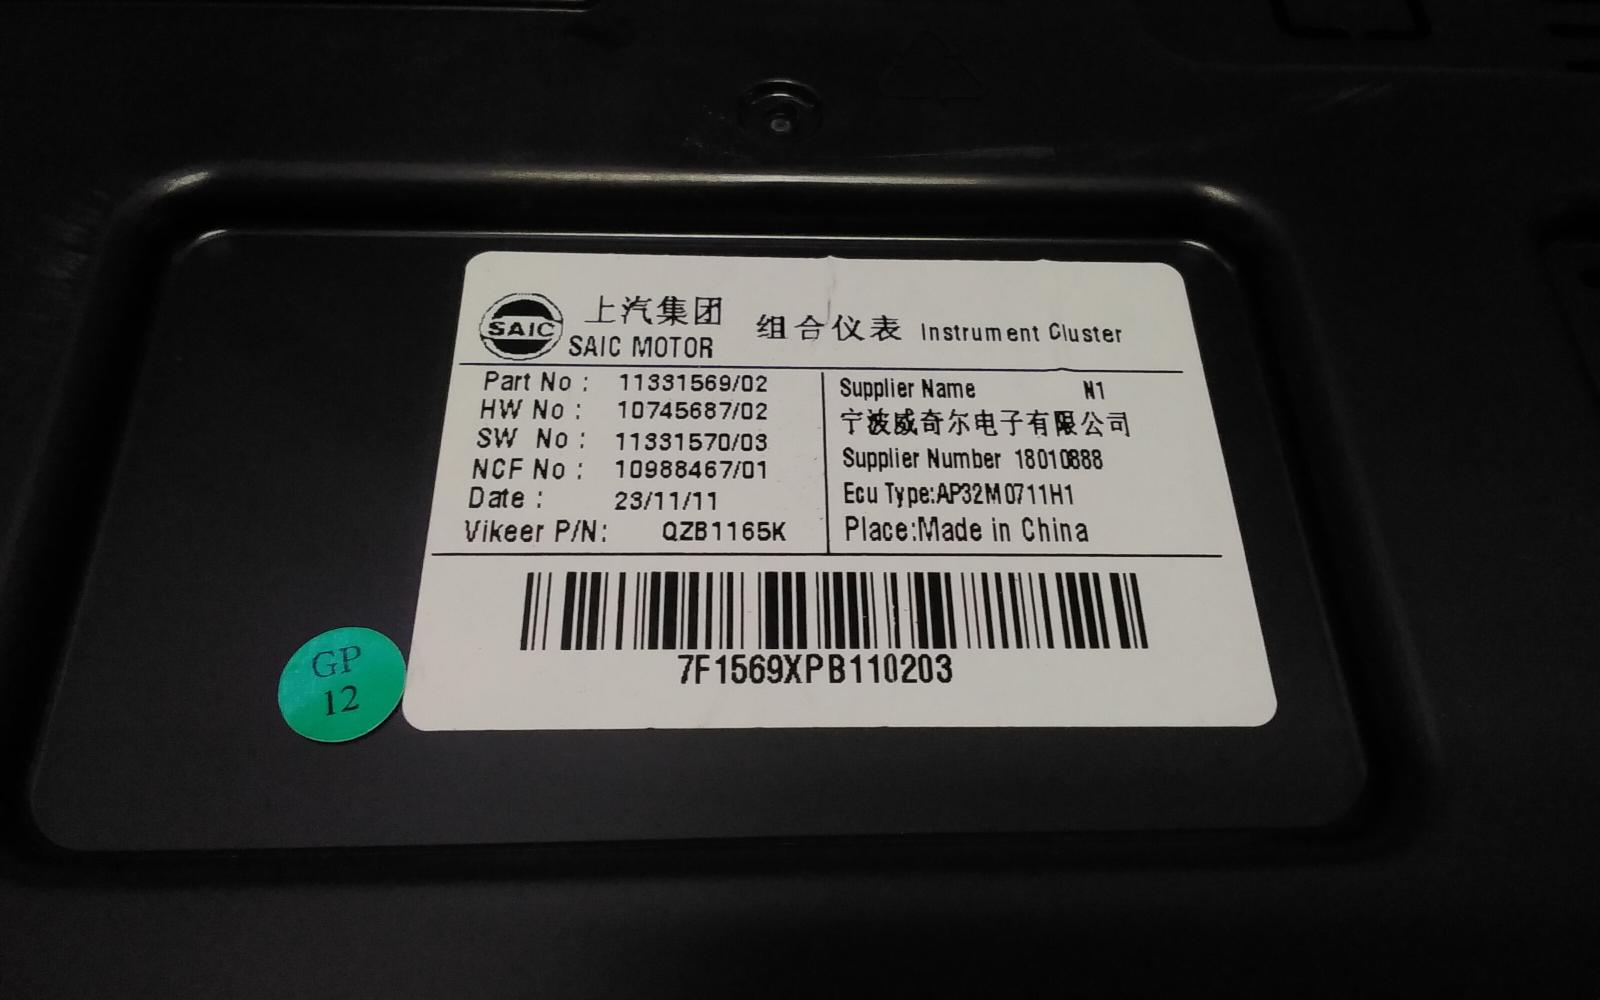 SAIC
上汽集团
SAIC MOTOR
组合仪表 Instrument Cluster
Part No : 11331569/02
HW No : 10745687/02
SW No : 11331570/03
NCF No : 10988467/01
Date : 23/11/11
Vikeer P/N: QZB1165K
Supplier Name N1
宁波威奇尔电子有限公司
Supplier Number 18010888
Ecu Type:AP32M0711H1
Place:Made in China
7F1569XPB110203
GP
12